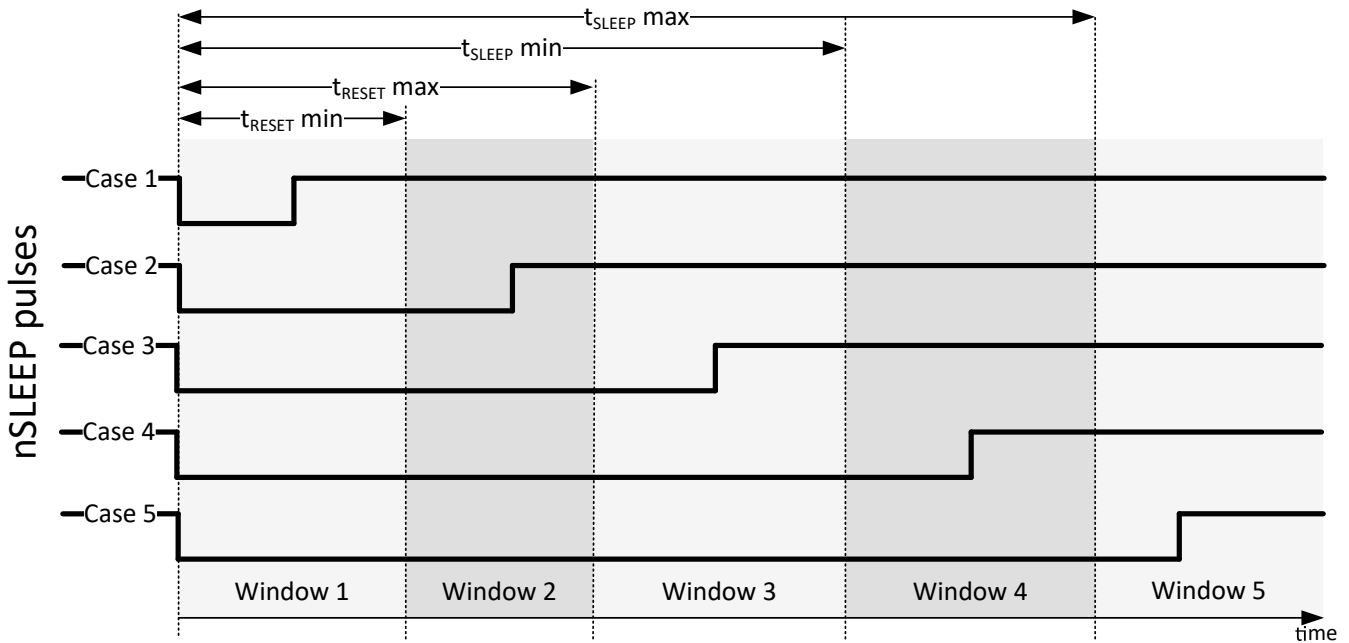 tSLEEP max
tSLEEP min
tRESET max
tRESET min
nSLEEP pulses
Case 1
Case 2
Case 3
Case 4
Case 5
Window 1
Window 2
Window 3
Window 4
Window 5
time